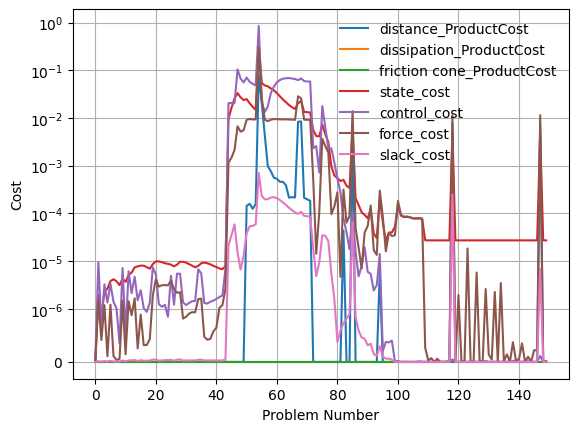 10⁰
10⁻¹
10⁻²
10⁻³
10⁻⁴
10⁻⁵
10⁻⁶
0
Cost
distance_ProductCost
dissipation_ProductCost
friction cone_ProductCost
state_cost
control_cost
force_cost
slack_cost
0 20 40 60 80 100 120 140
Problem Number